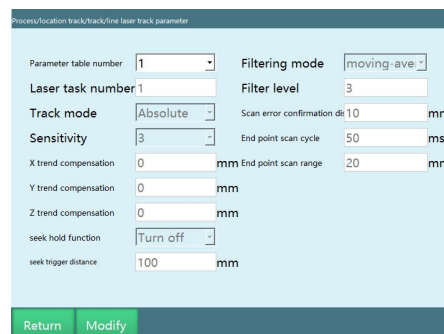 Process/location track/track/line laser track parameter
Parameter table number 1 Filtering mode moving-ave
Laser task number 1 Filter level 3
Track mode Absolute Scan error confirmation dis 10 mm
Sensitivity 3 End point scan cycle 50 ms
X trend compensation 0 mm End point scan range 20 mm
Y trend compensation 0 mm
Z trend compensation 0 mm
seek hold function Turn off
seek trigger distance 100 mm
Return Modify